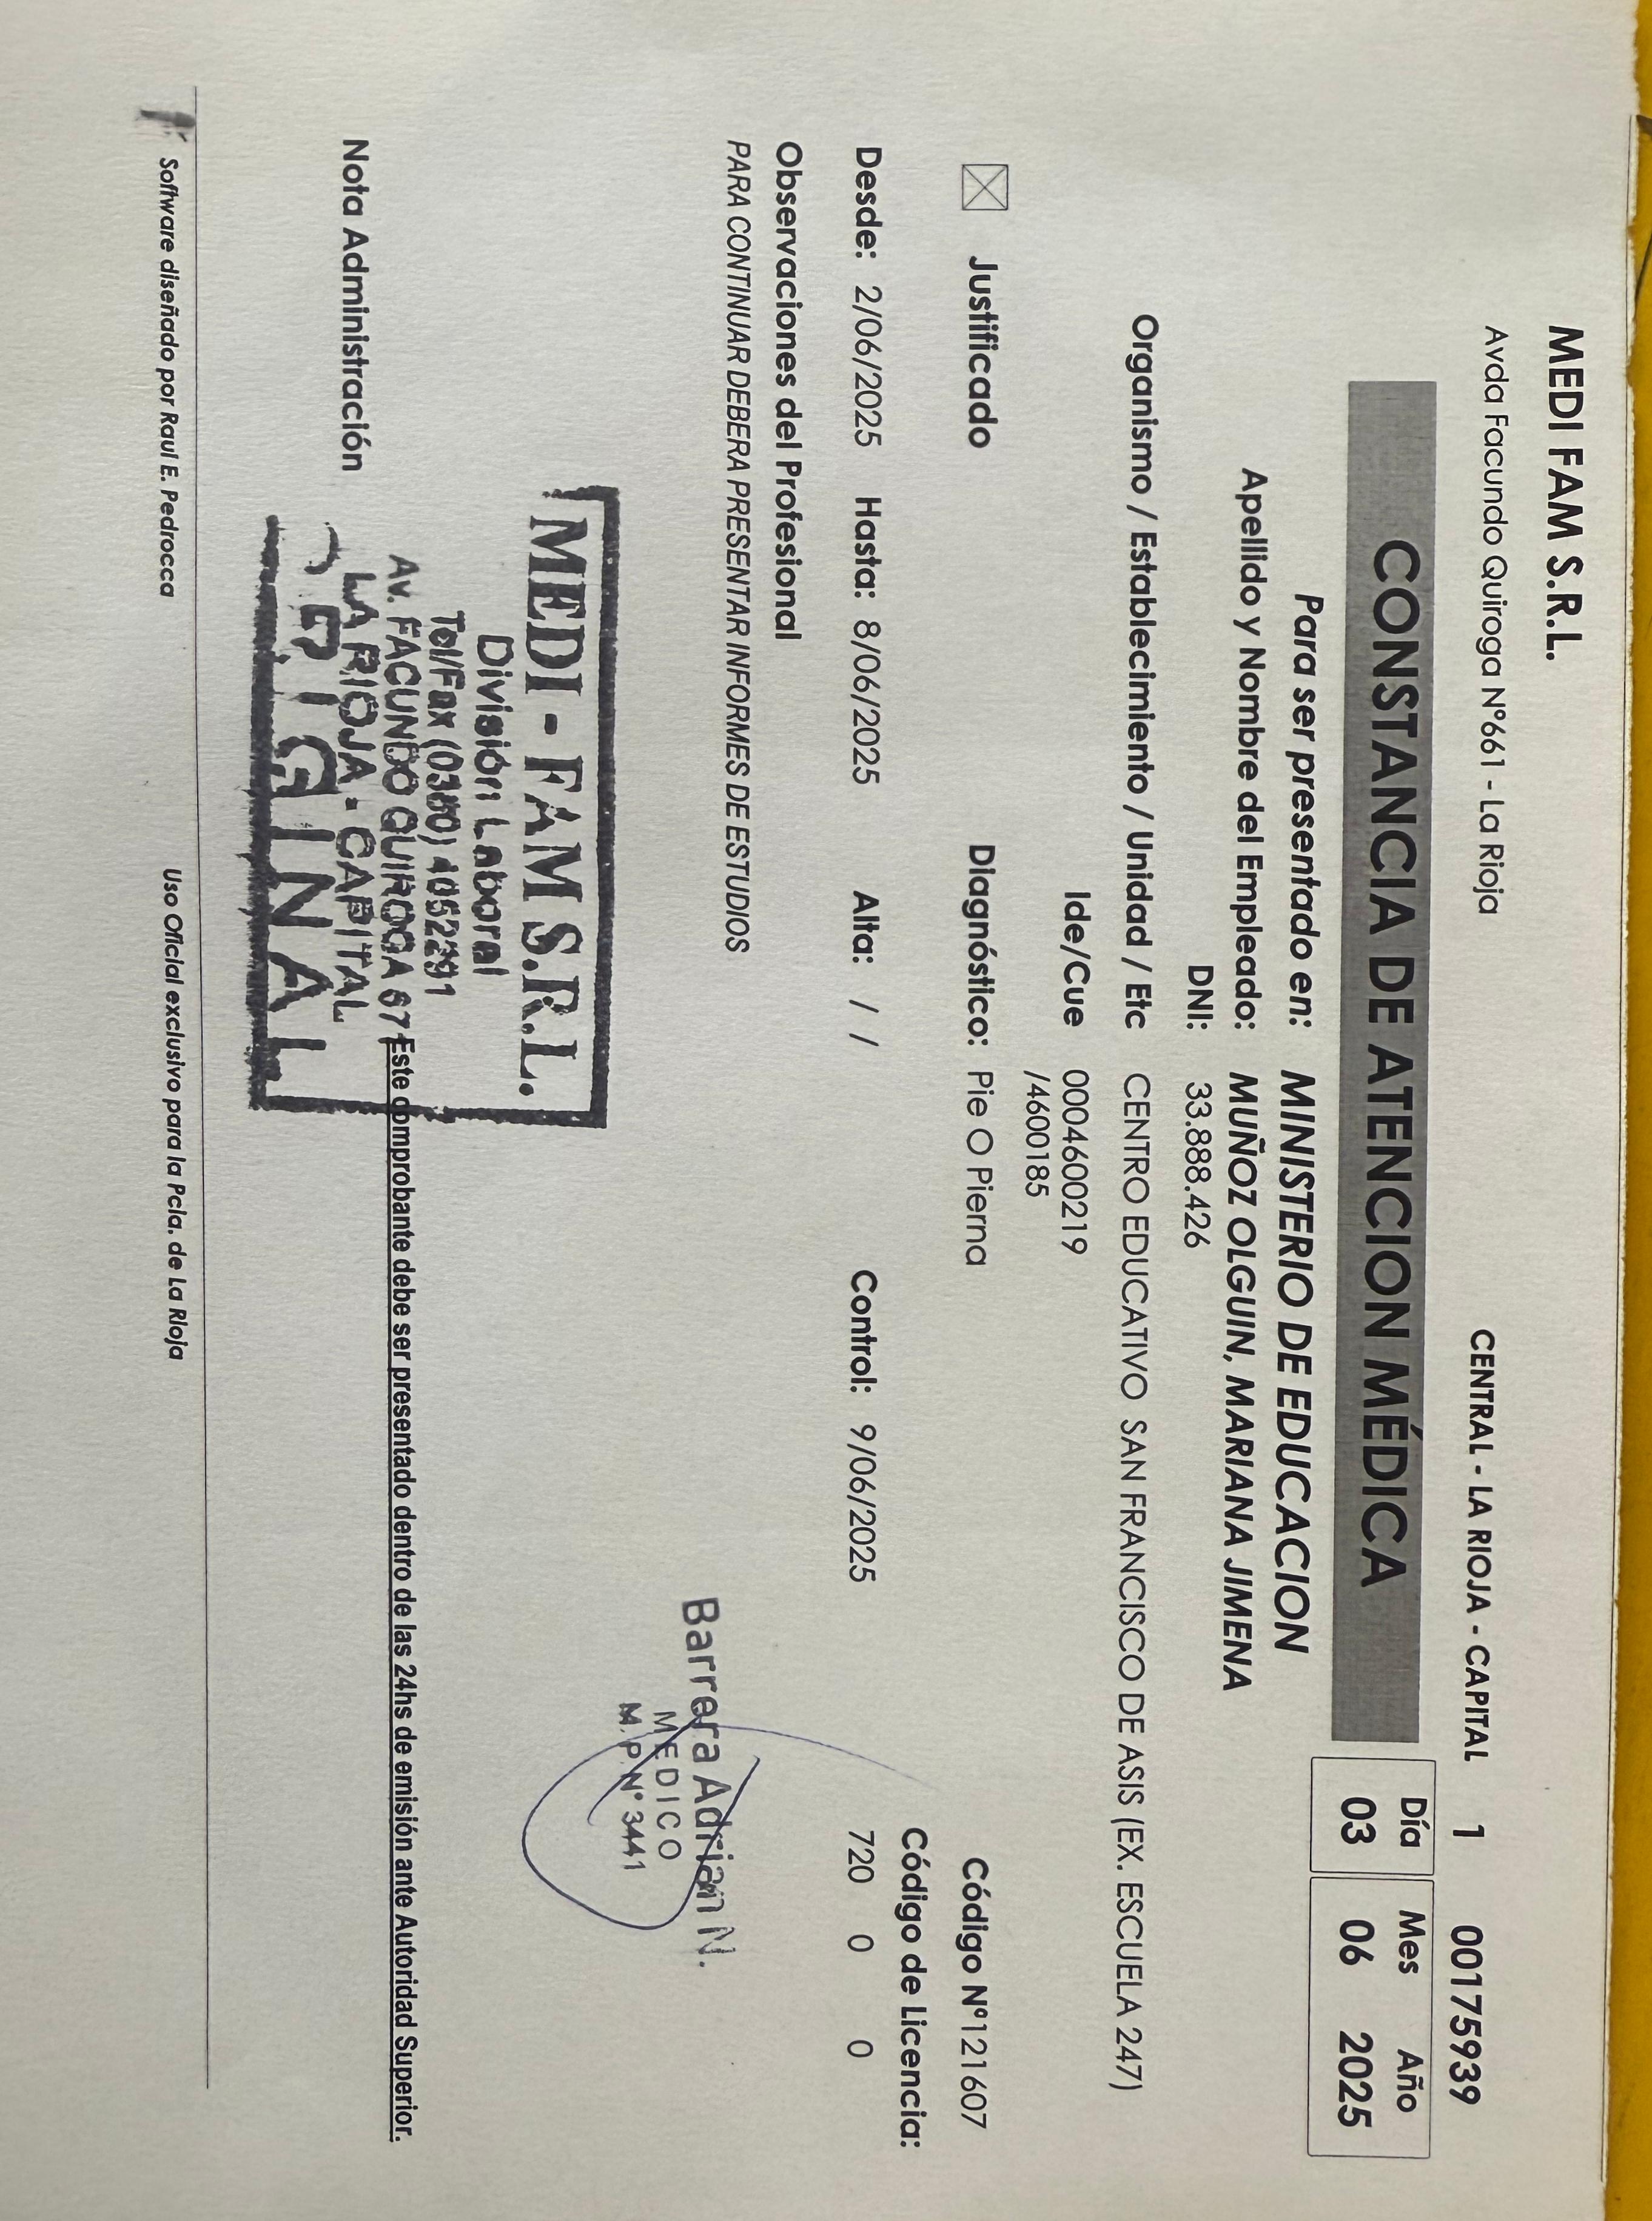 MEDI FAM S.R.L.
Avda Facundo Quiroga Nº661 - La Rioja
CENTRAL - LA RIOJA - CAPITAL 1 00175939
CONSTANCIA DE ATENCION MÉDICA
Día Mes Año
03 06 2025
Para ser presentado en: MINISTERIO DE EDUCACION
Apellido y Nombre del Empleado: MUÑOZ OLGUIN, MARIANA JIMENA
DNI: 33.888.426
Organismo / Establecimiento / Unidad / Etc CENTRO EDUCATIVO SAN FRANCISCO DE ASIS (EX. ESCUELA 247)
Ide/Cue 0004600219
/4600185
Justificado Diagnóstico: Pie O Pierna Código Nº121607
Código de Licencia:
Desde: 2/06/2025 Hasta: 8/06/2025 Alta: / / Control: 9/06/2025 720 0 0
Observaciones del Profesional
PARA CONTINUAR DEBERA PRESENTAR INFORMES DE ESTUDIOS
Barrera Adrian N.
MEDICO
M.P.N° 3441
MEDI - FAM S.R.L.
División Laboral
Tel/Fax (0380) 4052291
Av. FACUNDO QUIROGA 67
LA RIOJA - CAPITAL
ORIGINAL
Este comprobante debe ser presentado dentro de las 24hs de emisión ante Autoridad Superior.
Nota Administración
Software diseñado por Raul E. Pedrocca Uso Oficial exclusivo para la Pcia. de La Rioja